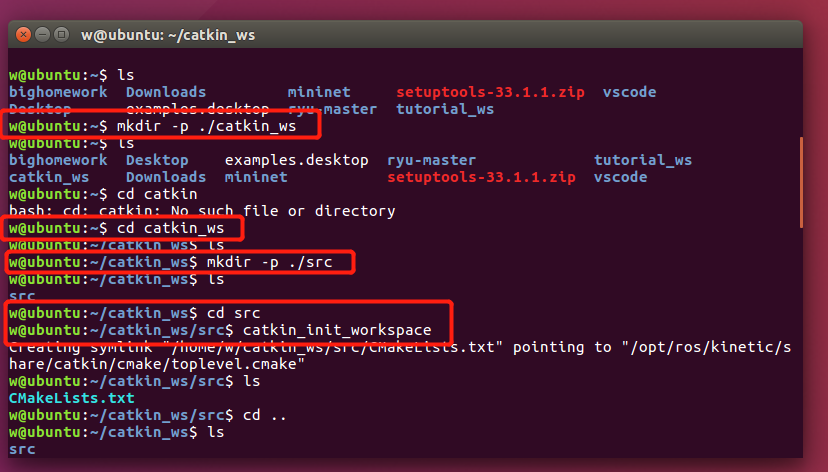 w@ubuntu: ~/catkin_ws
w@ubuntu:~$ ls
bighomework Downloads mininet setuptools-33.1.1.zip vscode
Desktop examples.desktop ryu-master tutorial_ws
w@ubuntu:~$ mkdir -p ./catkin_ws
w@ubuntu:~$ ls
bighomework Desktop examples.desktop ryu-master tutorial_ws
catkin_ws Downloads mininet setuptools-33.1.1.zip vscode
w@ubuntu:~$ cd catkin
bash: cd: catkin: No such file or directory
w@ubuntu:~$ cd catkin_ws
w@ubuntu:~/catkin_ws$ ls
w@ubuntu:~/catkin_ws$ mkdir -p ./src
w@ubuntu:~/catkin_ws$ ls
src
w@ubuntu:~/catkin_ws$ cd src
w@ubuntu:~/catkin_ws/src$ catkin_init_workspace
Creating symlink "/home/w/catkin_ws/src/CMakeLists.txt" pointing to "/opt/ros/kinetic/s
hare/catkin/cmake/toplevel.cmake"
w@ubuntu:~/catkin_ws/src$ ls
CMakeLists.txt
w@ubuntu:~/catkin_ws/src$ cd ..
w@ubuntu:~/catkin_ws$ ls
src